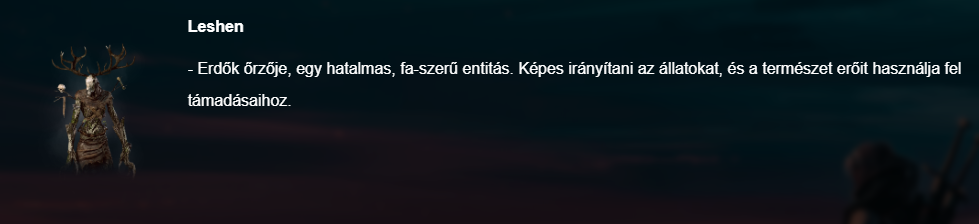 Leshen
- Erdők őrzője, egy hatalmas, fa-szerű entitás. Képes irányítani az állatokat, és a természet erőit használja fel
támadásaihoz.